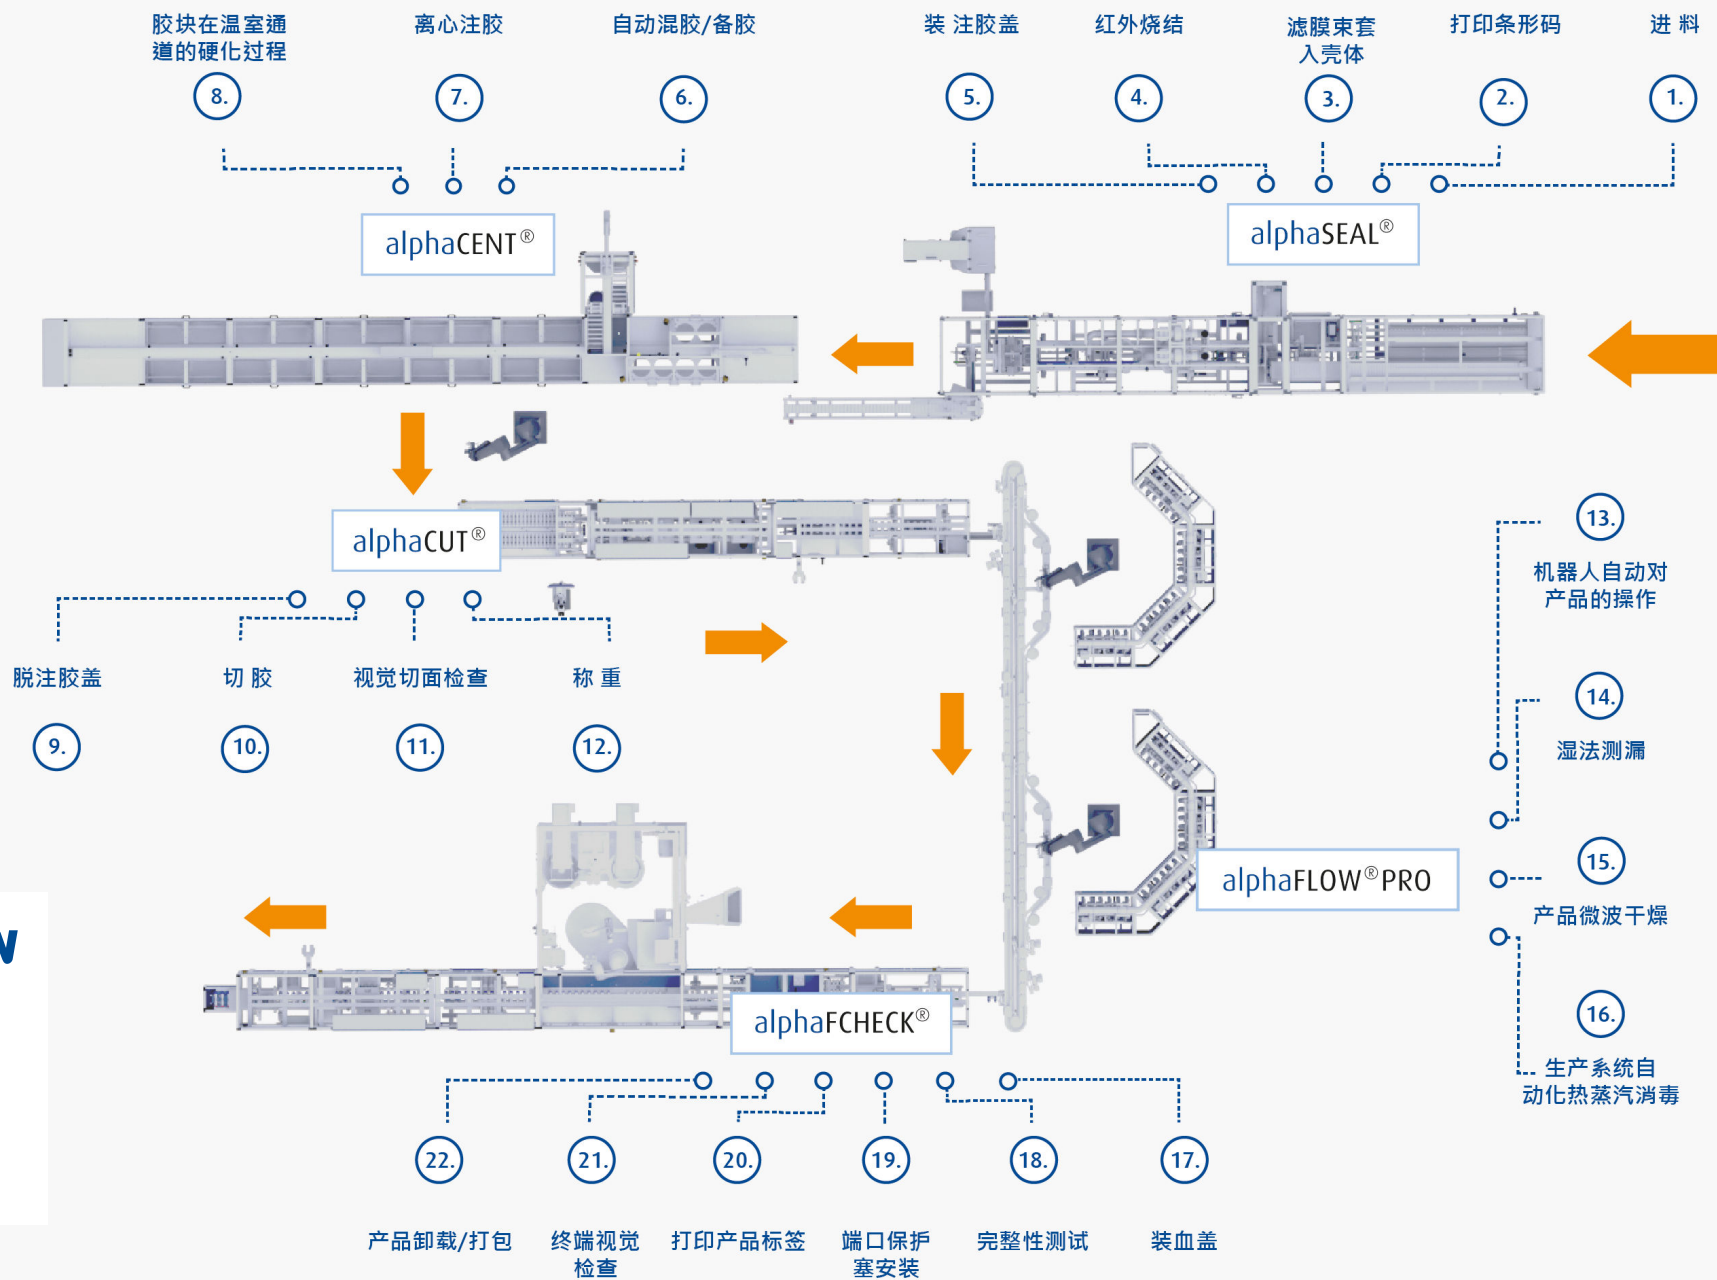 胶块在温室通
道的硬化过程
离心注胶
自动混胶/备胶
装 注胶盖
红外烧结
滤膜束套
入壳体
打印条形码
进 料
8.
7.
6.
5.
4.
3.
2.
1.
alphaCENT®
alphaSEAL®
alphaCUT®
脱注胶盖
切 胶
视觉切面检查
称 重
9.
10.
11.
12.
13.
机器人自动对
产品的操作
14.
湿法测漏
15.
产品微波干燥
16.
生产系统自
动化热蒸汽消毒
alphaFLOW®PRO
alphaFCHECK®
22.
21.
20.
19.
18.
17.
产品卸载/打包
终端视觉
检查
打印产品标签
端口保护
塞安装
完整性测试
装血盖